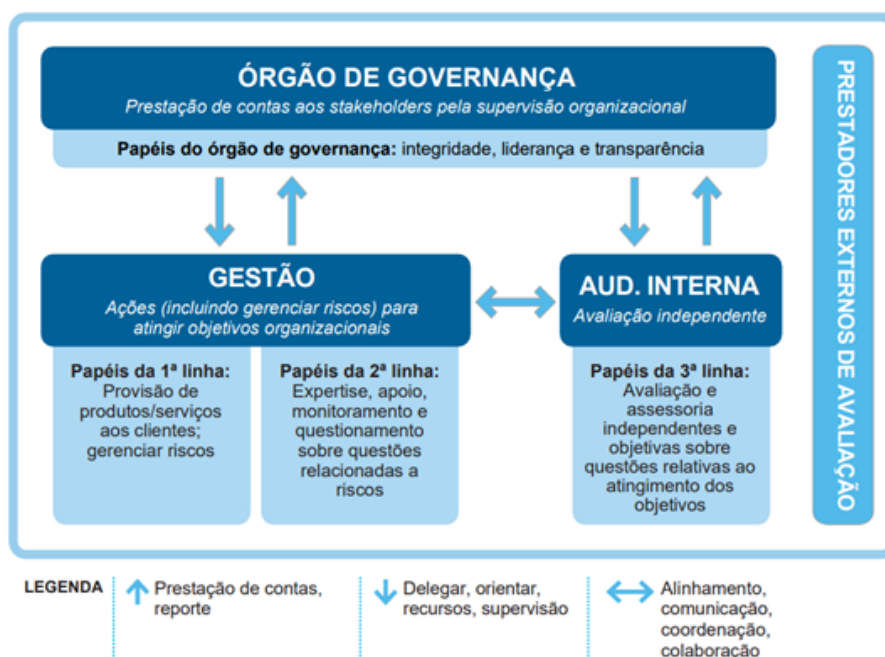 ÓRGÃO DE GOVERNANÇA
Prestação de contas aos stakeholders pela supervisão organizacional
Papéis do órgão de governança: integridade, liderança e transparência
GESTÃO
Ações (incluindo gerenciar riscos) para
atingir objetivos organizacionais
Papéis da 1ª linha:
Provisão de
produtos/serviços
aos clientes;
gerenciar riscos
Papéis da 2ª linha:
Expertise, apoio,
monitoramento e
questionamento
sobre questões
relacionadas a
riscos
AUD. INTERNA
Avaliação independente
Papéis da 3ª linha:
Avaliação e
assessoria
independentes e
objetivas sobre
questões relativas ao
atingimento dos
objetivos
PRESTADORES EXTERNOS DE AVALIAÇÃO
LEGENDA
Prestação de contas,
reporte
Delegar, orientar,
recursos, supervisão
Alinhamento,
comunicação,
coordenação,
colaboração